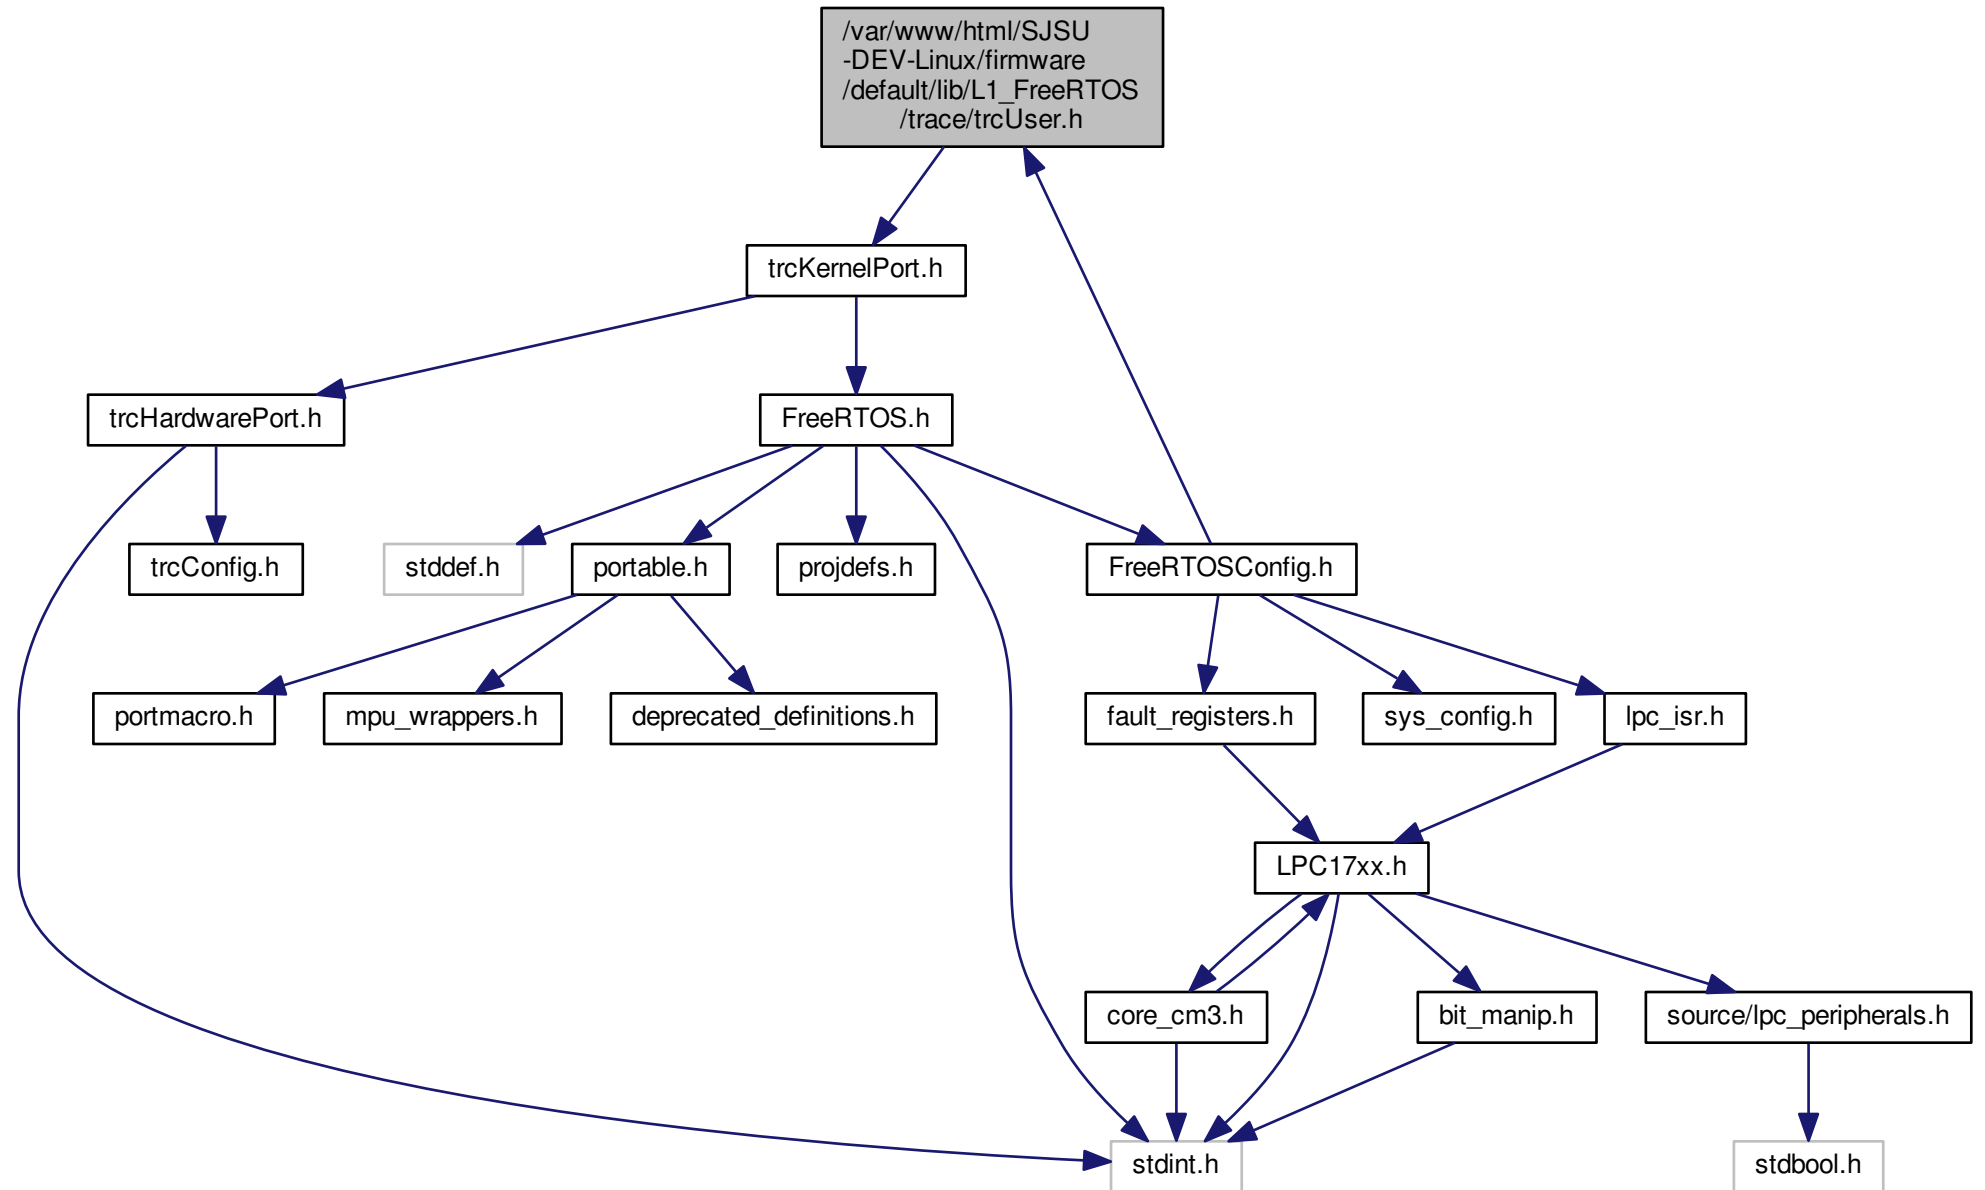 /var/www/html/SJSU
-DEV-Linux/firmware
/default/lib/L1_FreeRTOS
/trace/trcUser.h
trcKernelPort.h
trcHardwarePort.h
FreeRTOS.h
trcConfig.h
stddef.h
portable.h
projdefs.h
FreeRTOSConfig.h
portmacro.h
mpu_wrappers.h
deprecated_definitions.h
fault_registers.h
sys_config.h
lpc_isr.h
LPC17xx.h
core_cm3.h
bit_manip.h
source/lpc_peripherals.h
stdint.h
stdbool.h